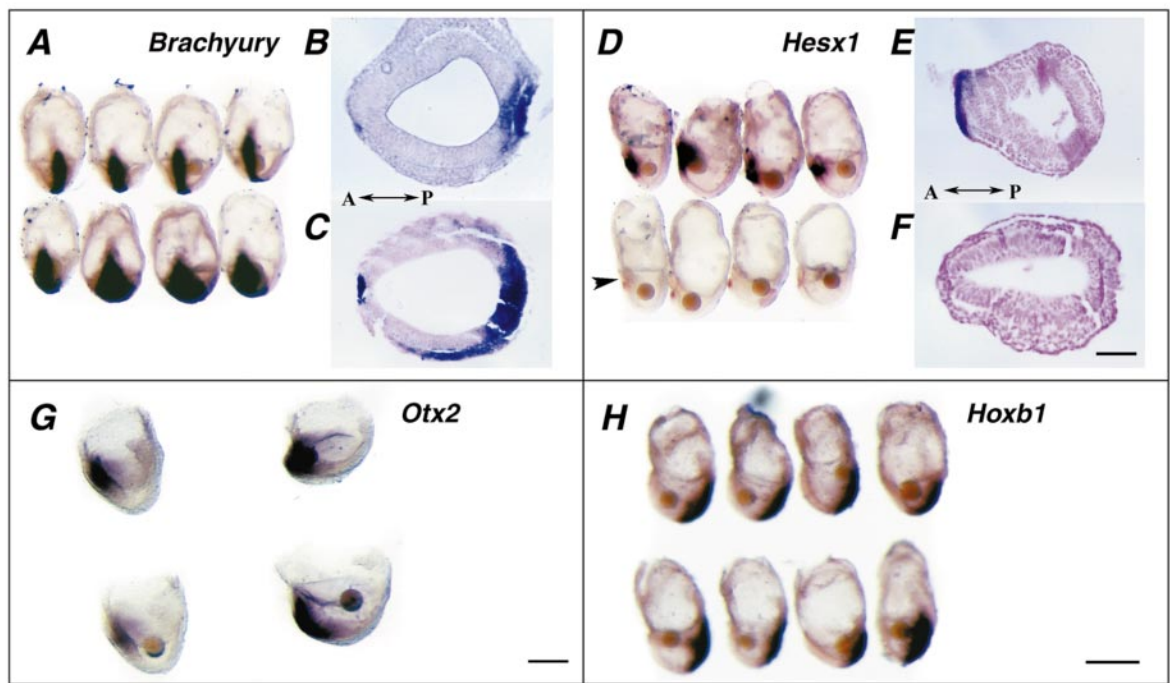 A Brachyury B
A P
C
D Hesx1 E
A P
F
G Otx2
H Hoxb1